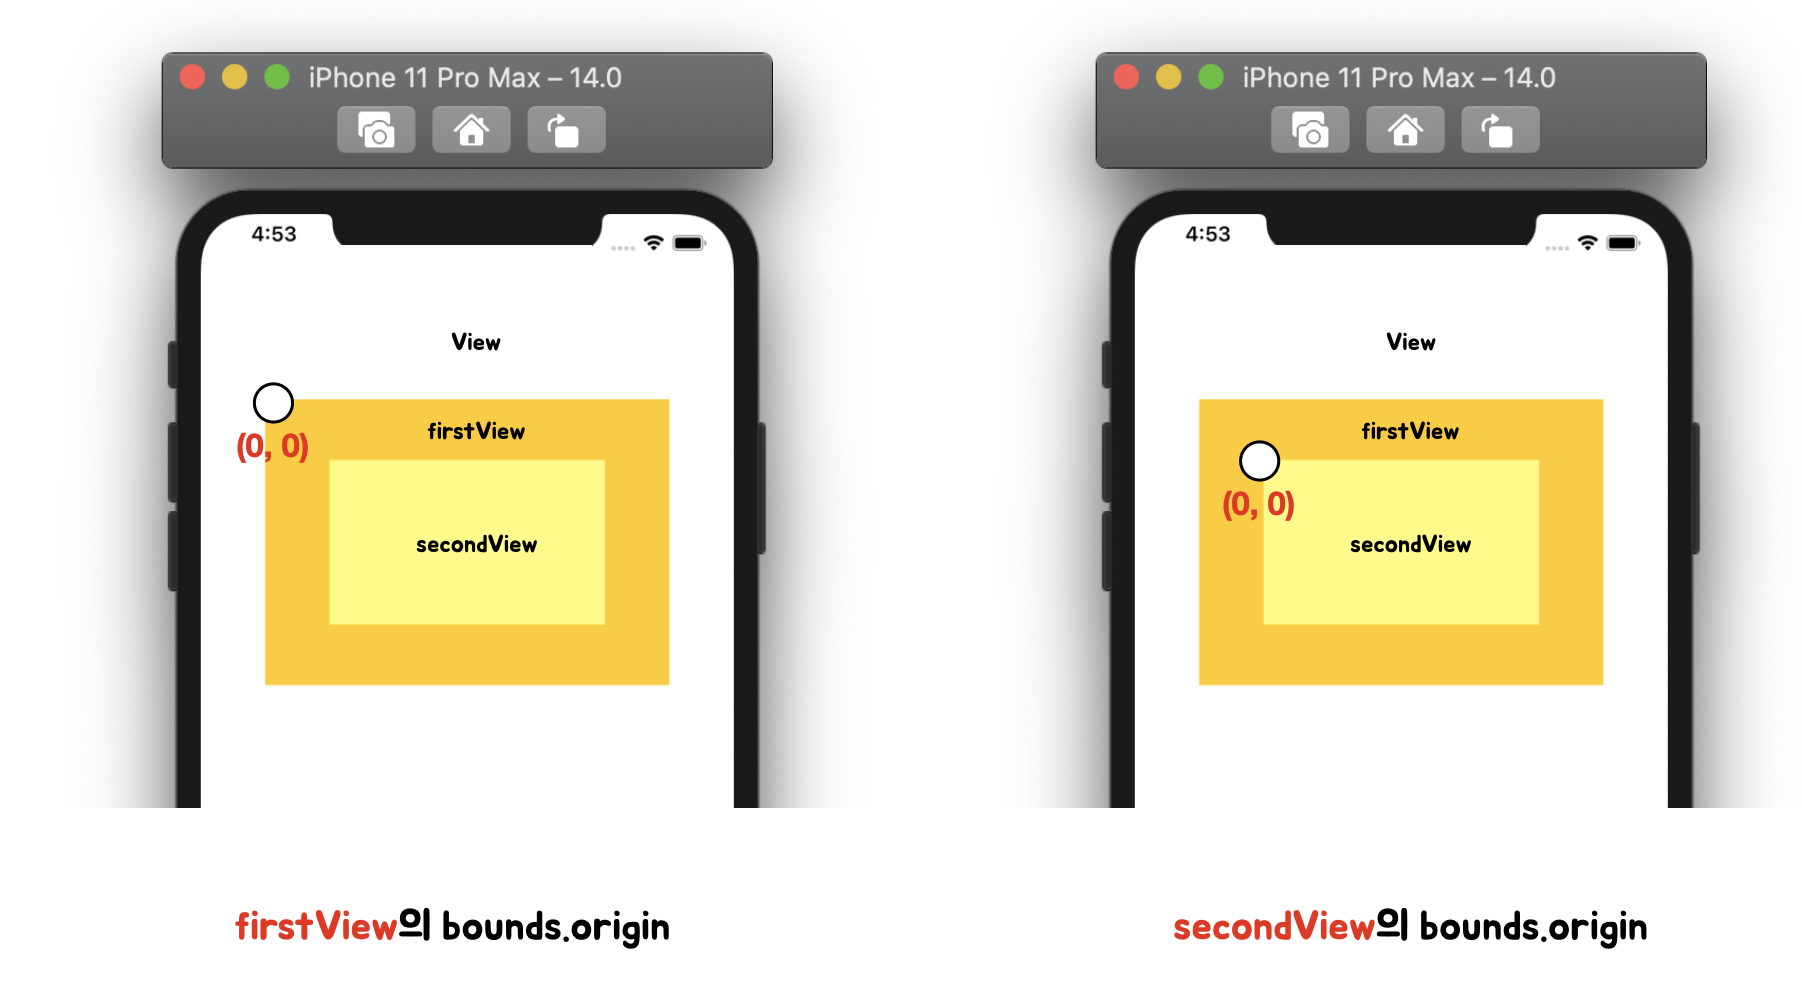 iPhone 11 Pro Max – 14.0
4:53
View
firstView
(0, 0)
secondView
firstView의 bounds.origin
iPhone 11 Pro Max – 14.0
4:53
View
firstView
(0, 0)
secondView
secondView의 bounds.origin